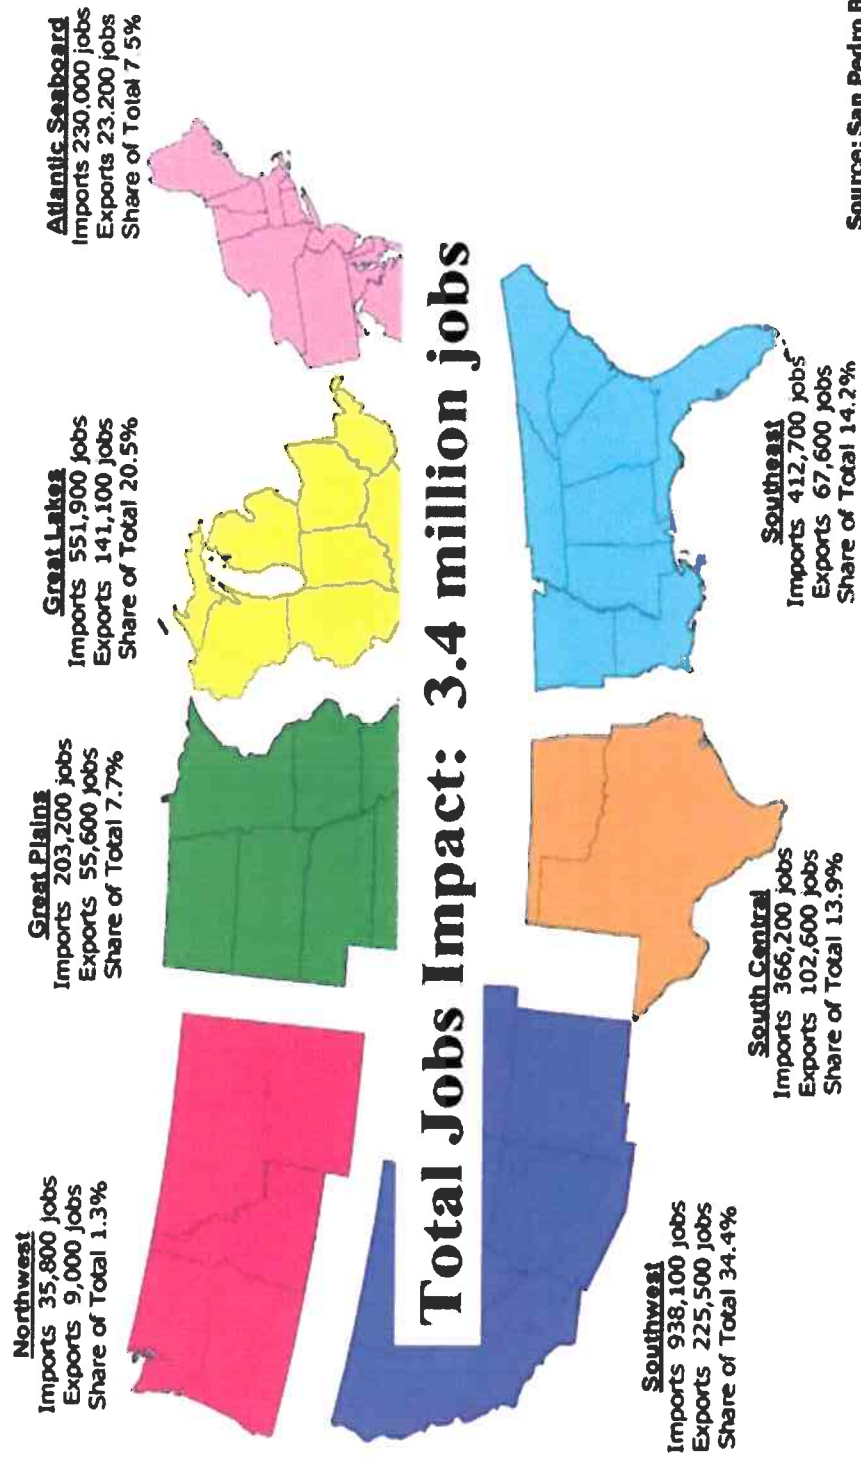 Northwest
Imports 35,800 jobs
Exports 9,000 jobs
Share of Total 1.3%
Great Plains
Imports 203,200 jobs
Exports 55,600 jobs
Share of Total 7.7%
Great Lakes
Imports 551,900 jobs
Exports 141,100 jobs
Share of Total 20.5%
Atlantic Seaboard
Imports 230,000 jobs
Exports 23,200 jobs
Share of Total 7.5%
Total Jobs Impact: 3.4 million jobs
Southwest
Imports 938,100 jobs
Exports 225,500 jobs
Share of Total 34.4%
South Central
Imports 366,200 jobs
Exports 102,600 jobs
Share of Total 13.9%
Southeast
Imports 412,700 jobs
Exports 67,600 jobs
Share of Total 14.2%
Source: San Pedro